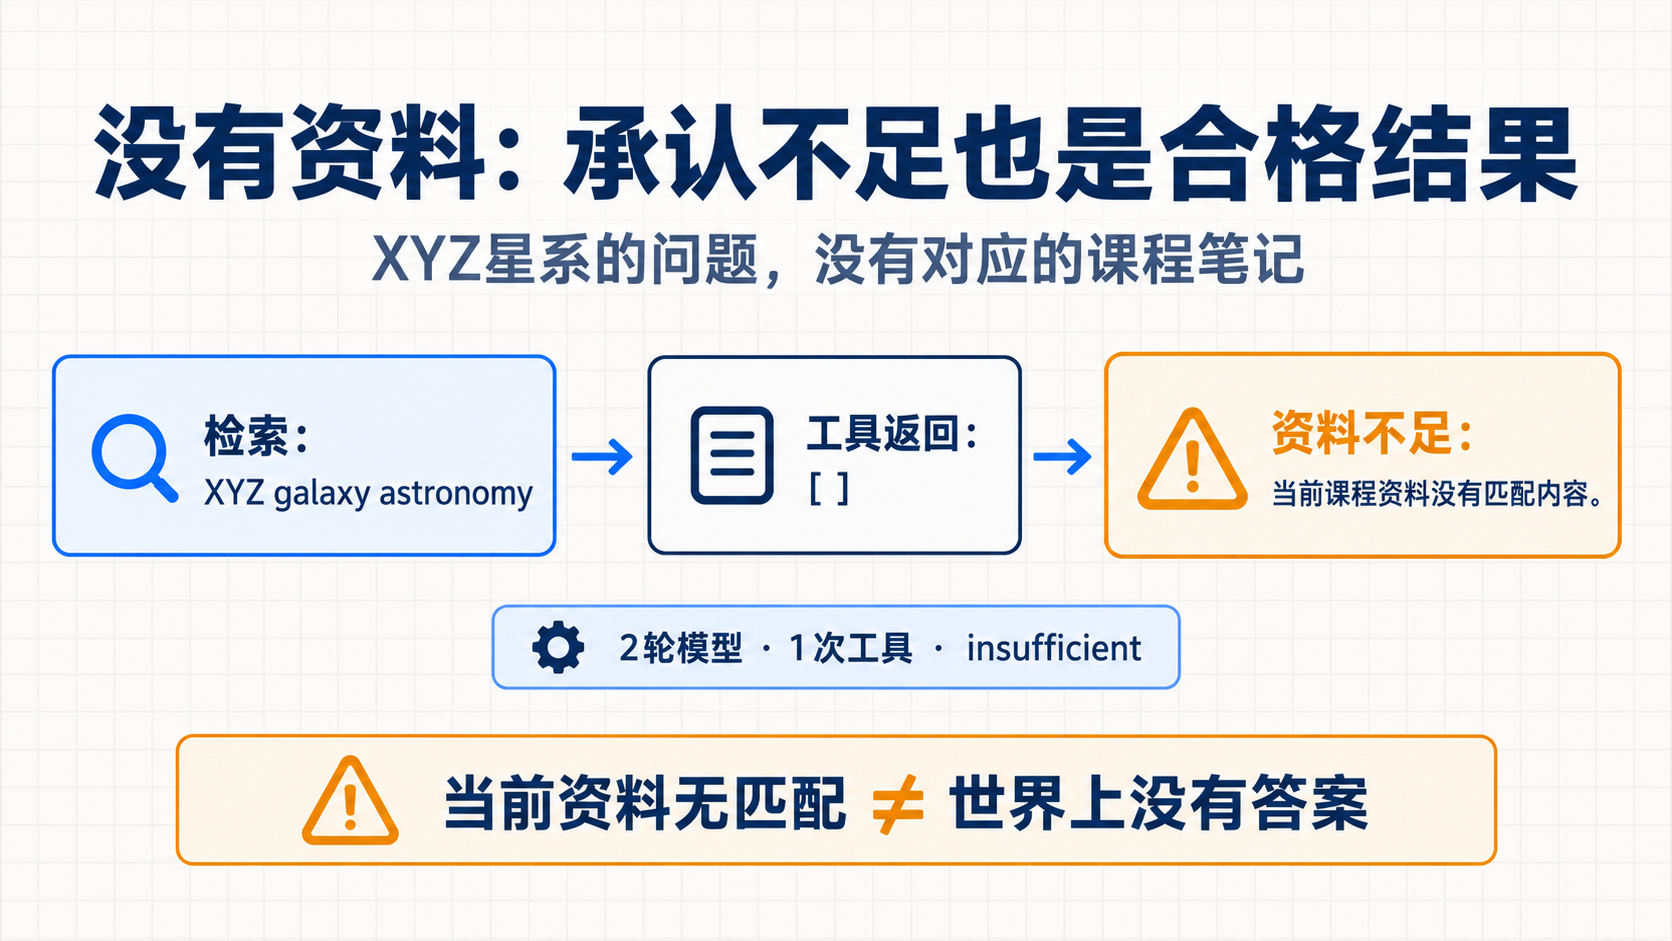 没有资料：承认不足也是合格结果
XYZ星系的问题，没有对应的课程笔记
检索：
XYZ galaxy astronomy
工具返回：
[ ]
资料不足：
当前课程资料没有匹配内容。
2轮模型 · 1次工具 · insufficient
当前资料无匹配 ≠ 世界上没有答案